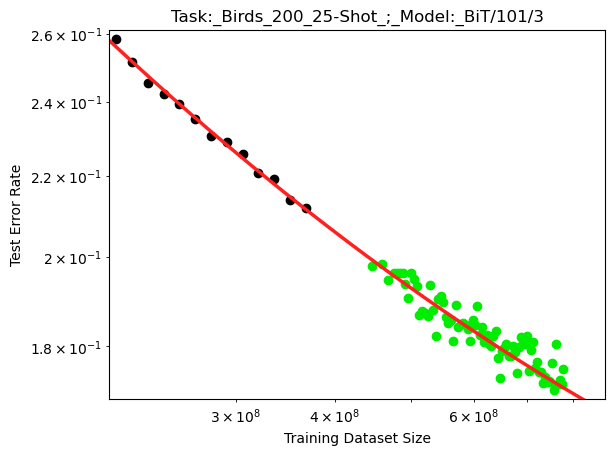 Task:_Birds_200_25-Shot_;_Model:_BiT/101/3
2.6 × 10⁻¹
2.4 × 10⁻¹
2.2 × 10⁻¹
2 × 10⁻¹
1.8 × 10⁻¹
Test Error Rate
3 × 10⁸
4 × 10⁸
6 × 10⁸
Training Dataset Size